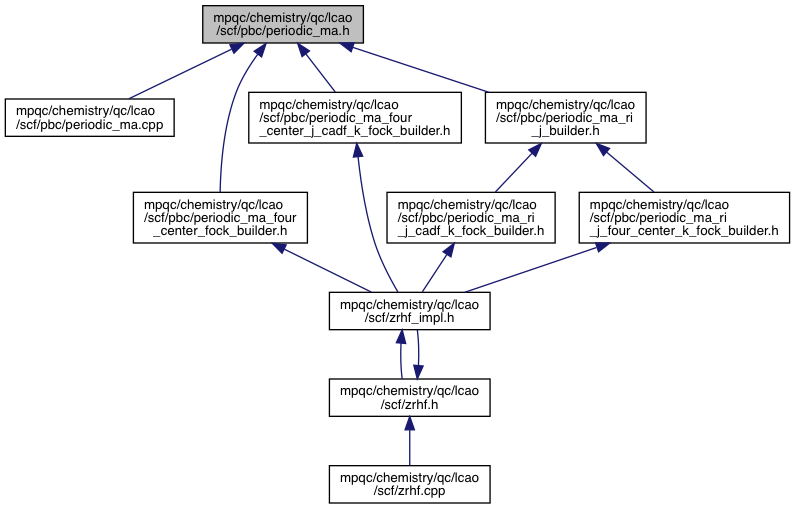 mpqc/chemistry/qc/lcao
/scf/pbc/periodic_ma.h
mpqc/chemistry/qc/lcao
/scf/pbc/periodic_ma.cpp
mpqc/chemistry/qc/lcao
/scf/pbc/periodic_ma_four
_center_j_cadf_k_fock_builder.h
mpqc/chemistry/qc/lcao
/scf/pbc/periodic_ma_ri
_j_builder.h
mpqc/chemistry/qc/lcao
/scf/pbc/periodic_ma_four
_center_fock_builder.h
mpqc/chemistry/qc/lcao
/scf/pbc/periodic_ma_ri
_j_cadf_k_fock_builder.h
mpqc/chemistry/qc/lcao
/scf/pbc/periodic_ma_ri
_j_four_center_k_fock_builder.h
mpqc/chemistry/qc/lcao
/scf/zrhf_impl.h
mpqc/chemistry/qc/lcao
/scf/zrhf.h
mpqc/chemistry/qc/lcao
/scf/zrhf.cpp